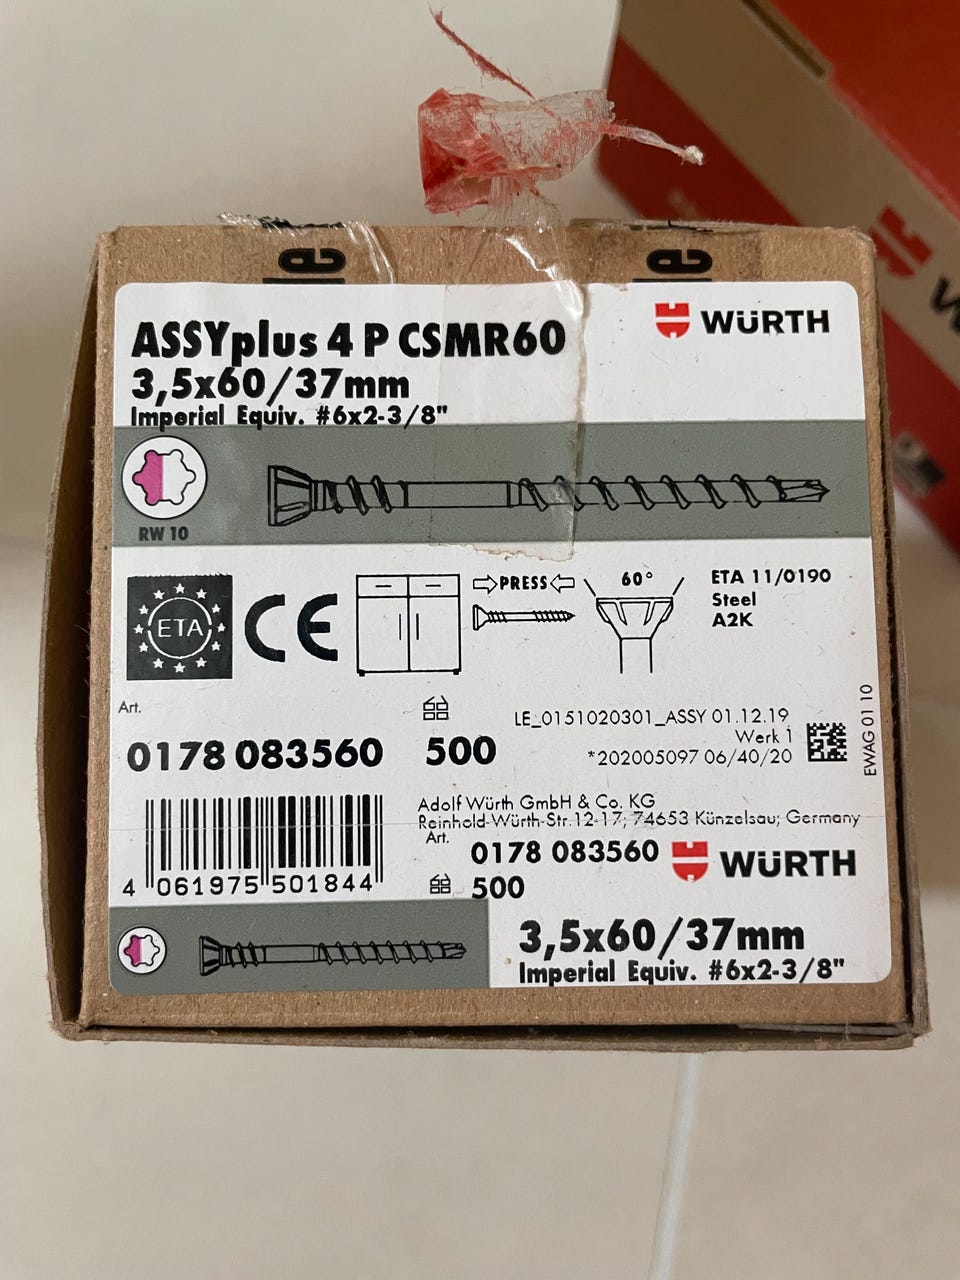 ASSYplus 4 P CSMR60
3,5x60/37mm
Imperial Equiv. #6x2-3/8"
WÜRTH
RW 10
ETA
CE
PRESS
60°
ETA 11/0190
Steel
A2K
Art.
0178 083560
500
LE_0151020301_ASSY 01.12.19
Werk 1
*202005097 06/40/20
EWAG 01 10
4 061975 501844
Adolf Würth GmbH & Co. KG
Reinhold-Würth-Str.12-17; 74653 Künzelsau; Germany
Art.
0178 083560
500
WÜRTH
3,5x60/37mm
Imperial Equiv. #6x2-3/8"